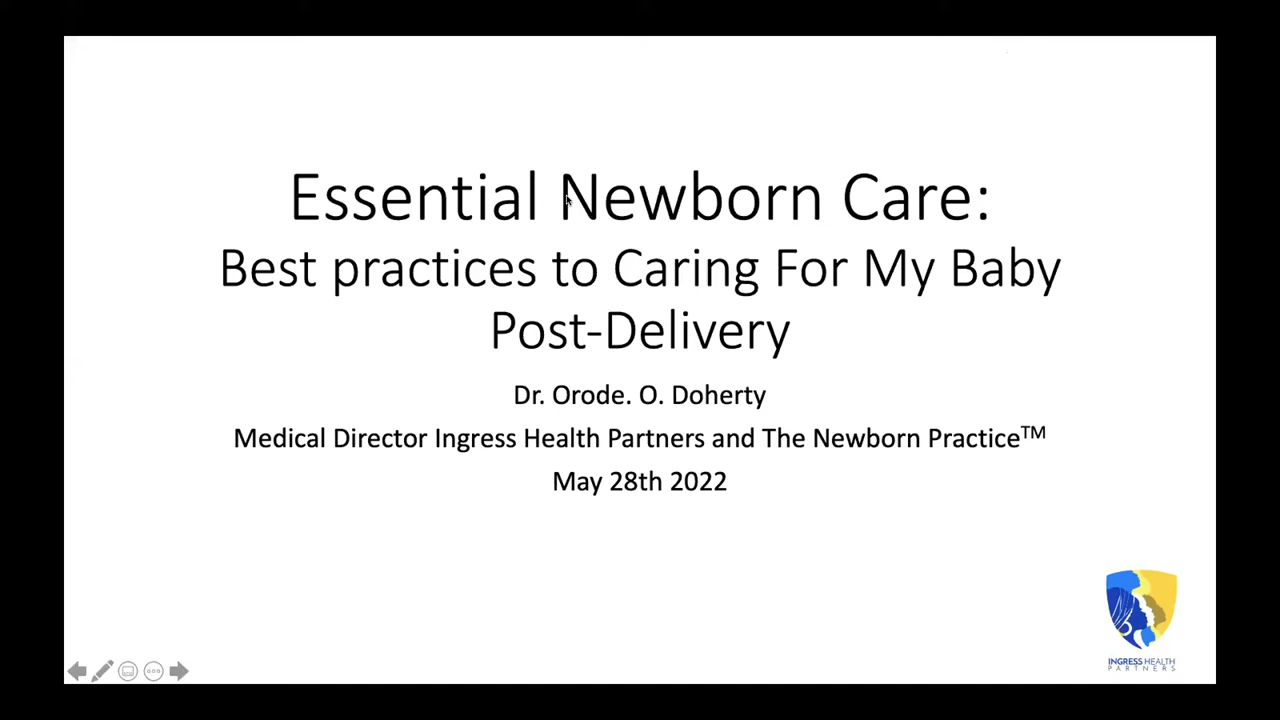 Essential Newborn Care:
Best practices to Caring For My Baby
Post-Delivery
Dr. Orode. O. Doherty
Medical Director Ingress Health Partners and The Newborn Practice™
May 28th 2022
INGRESS HEALTH
PARTNERS